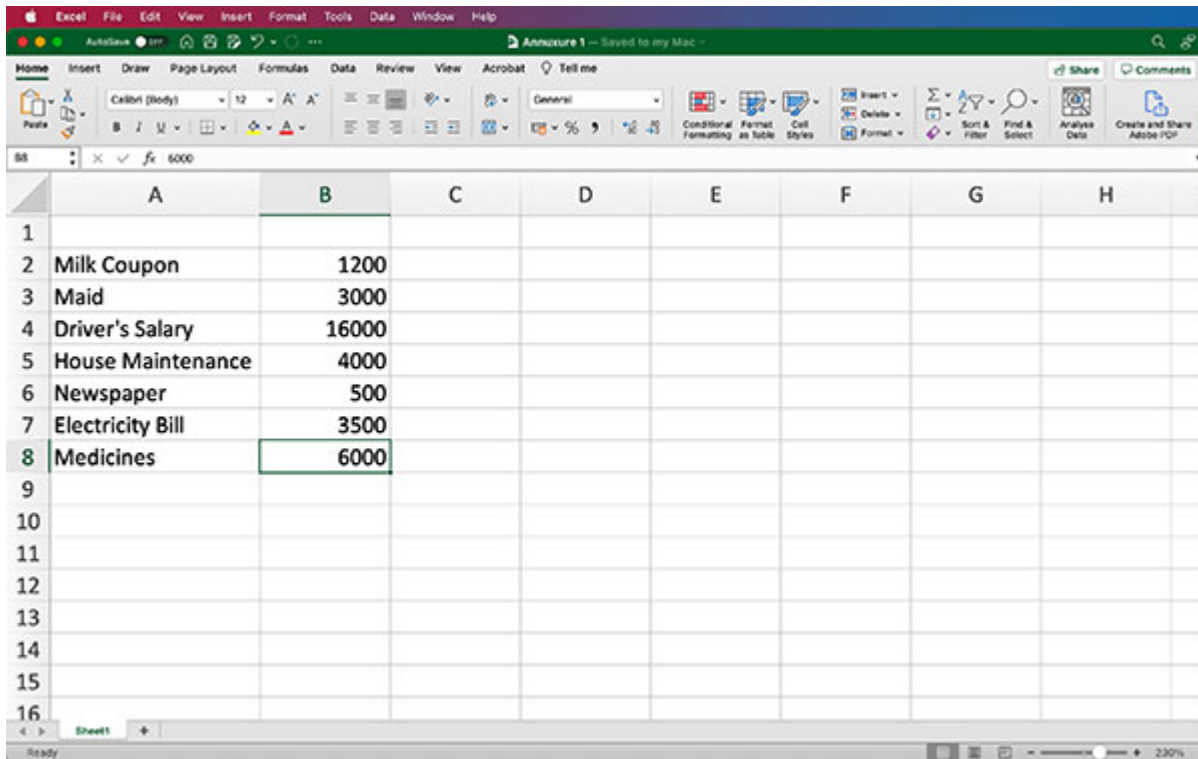 Excel File Edit View Insert Format Tools Data Window Help
AutoSave OFF Annuxure 1 — Saved to my Mac
Home Insert Draw Page Layout Formulas Data Review View Acrobat Tell me Share Comments
Calibri (Body) 12 A^ A˅ General Insert
Paste B I U A % Conditional Formatting Format as Table Cell Styles Delete Format Sort & Filter Find & Select Analyse Data Create and Share Adobe PDF
B8 fx 6000
A B C D E F G H
1
2 Milk Coupon 1200
3 Maid 3000
4 Driver's Salary 16000
5 House Maintenance 4000
6 Newspaper 500
7 Electricity Bill 3500
8 Medicines 6000
9
10
11
12
13
14
15
16
Sheet1 +
Ready 230%